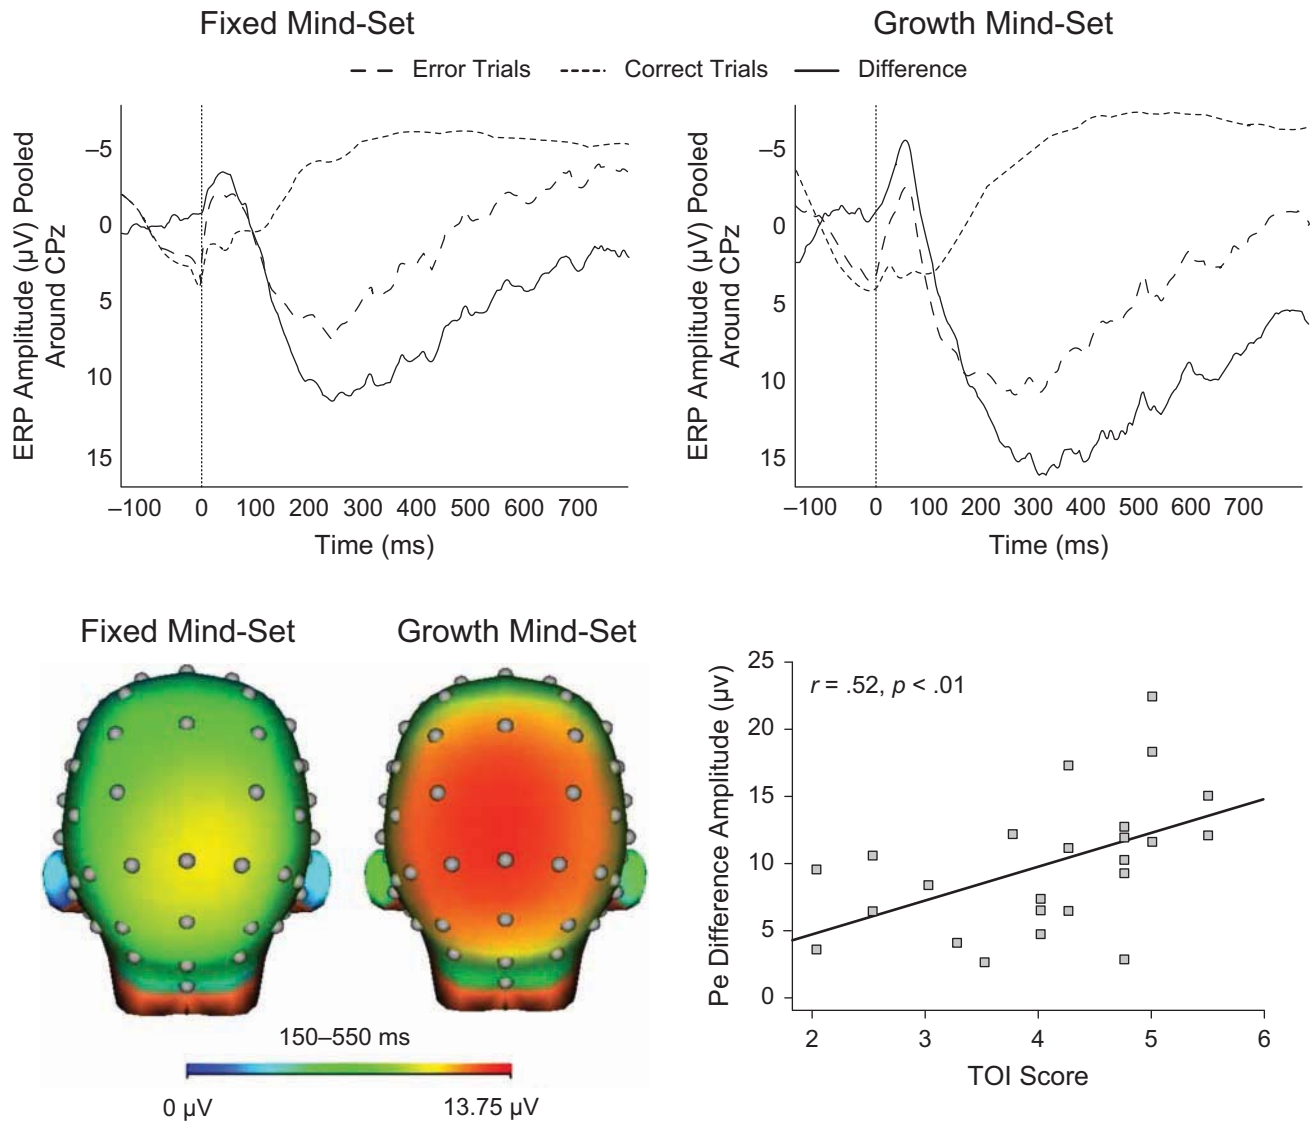 Fixed Mind-Set
Growth Mind-Set
Error Trials
Correct Trials
Difference
ERP Amplitude (µV) Pooled
Around CPz
–5
0
5
10
15
–100 0 100 200 300 400 500 600 700
Time (ms)
ERP Amplitude (µV) Pooled
Around CPz
–5
0
5
10
15
–100 0 100 200 300 400 500 600 700
Time (ms)
Fixed Mind-Set
Growth Mind-Set
150–550 ms
0 µV
13.75 µV
Pe Difference Amplitude (µv)
25
20
15
10
5
0
r = .52, p < .01
2 3 4 5 6
TOI Score